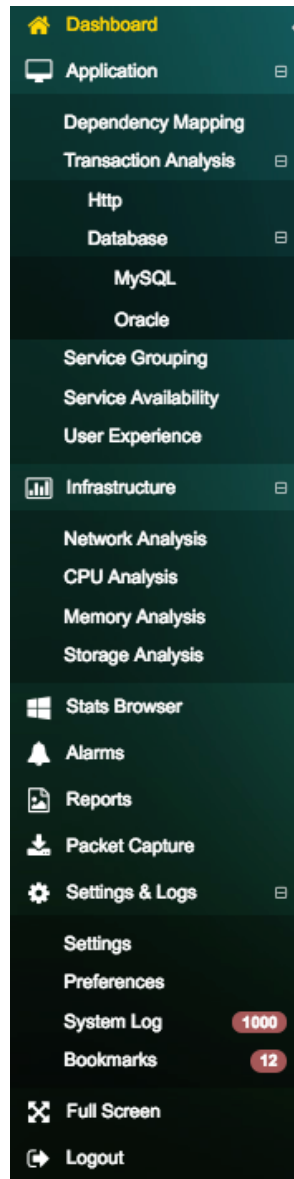 Dashboard
Application
Dependency Mapping
Transaction Analysis
Http
Database
MySQL
Oracle
Service Grouping
Service Availability
User Experience
Infrastructure
Network Analysis
CPU Analysis
Memory Analysis
Storage Analysis
Stats Browser
Alarms
Reports
Packet Capture
Settings & Logs
Settings
Preferences
System Log 1000
Bookmarks 12
Full Screen
Logout